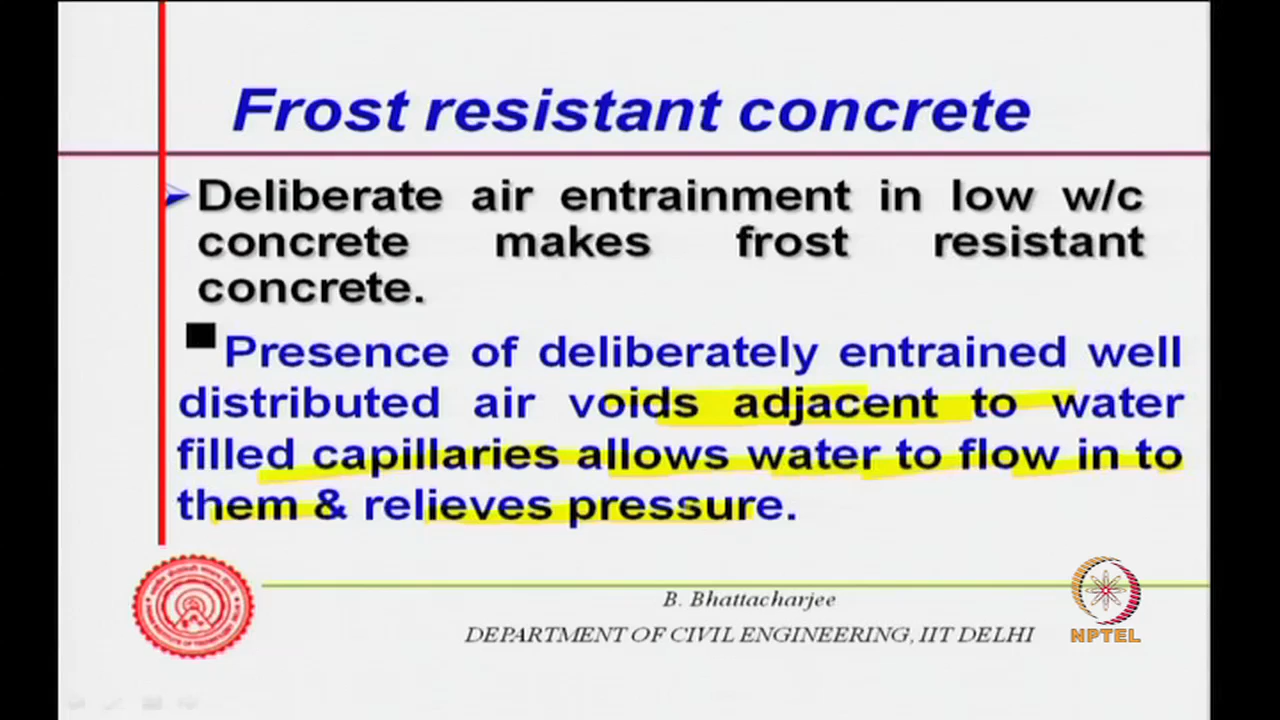 Frost resistant concrete
Deliberate air entrainment in low w/c
concrete makes frost resistant
concrete.
Presence of deliberately entrained well
distributed air voids adjacent to water
filled capillaries allows water to flow in to
them & relieves pressure.
B. Bhattacharjee
DEPARTMENT OF CIVIL ENGINEERING, IIT DELHI
NPTEL